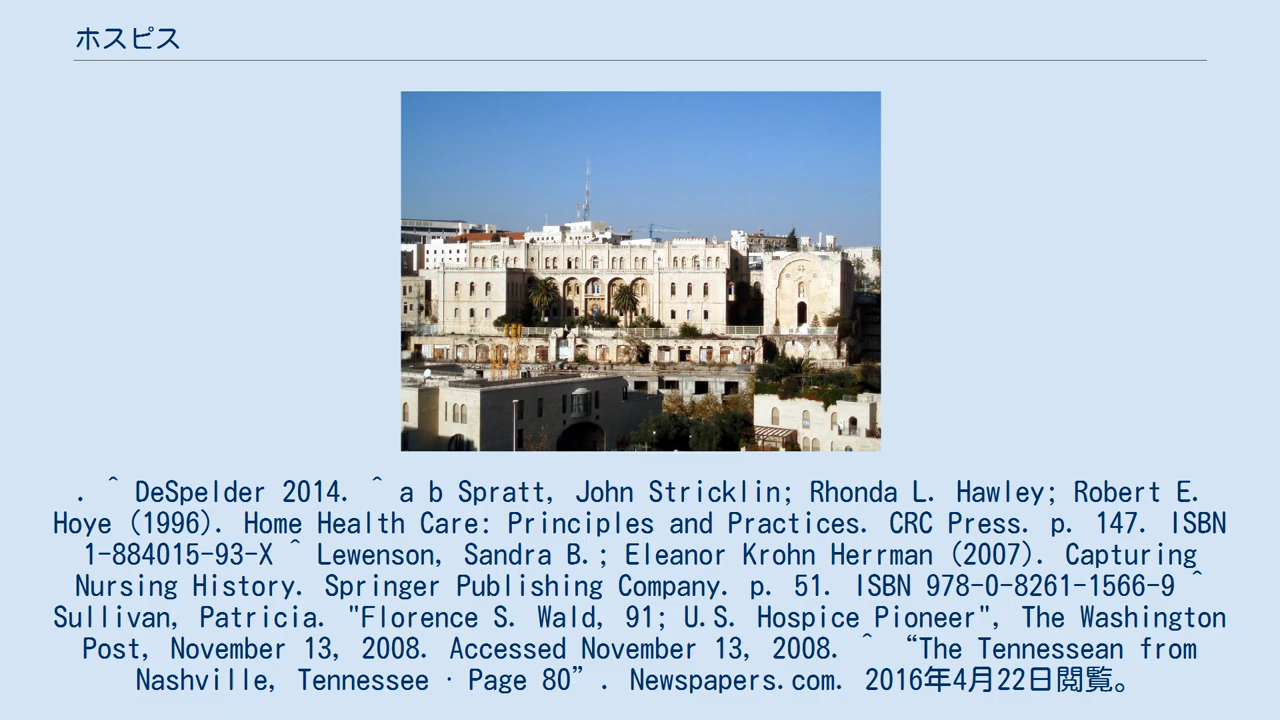 ホスピス
. ^ DeSpelder 2014. ^ a b Spratt, John Stricklin; Rhonda L. Hawley; Robert E.
Hoye (1996). Home Health Care: Principles and Practices. CRC Press. p. 147. ISBN
1-884015-93-X ^ Lewenson, Sandra B.; Eleanor Krohn Herrman (2007). Capturing
Nursing History. Springer Publishing Company. p. 51. ISBN 978-0-8261-1566-9 ^
Sullivan, Patricia. "Florence S. Wald, 91; U.S. Hospice Pioneer", The Washington
Post, November 13, 2008. Accessed November 13, 2008. ^ “The Tennessean from
Nashville, Tennessee · Page 80”. Newspapers.com. 2016年4月22日閲覧。